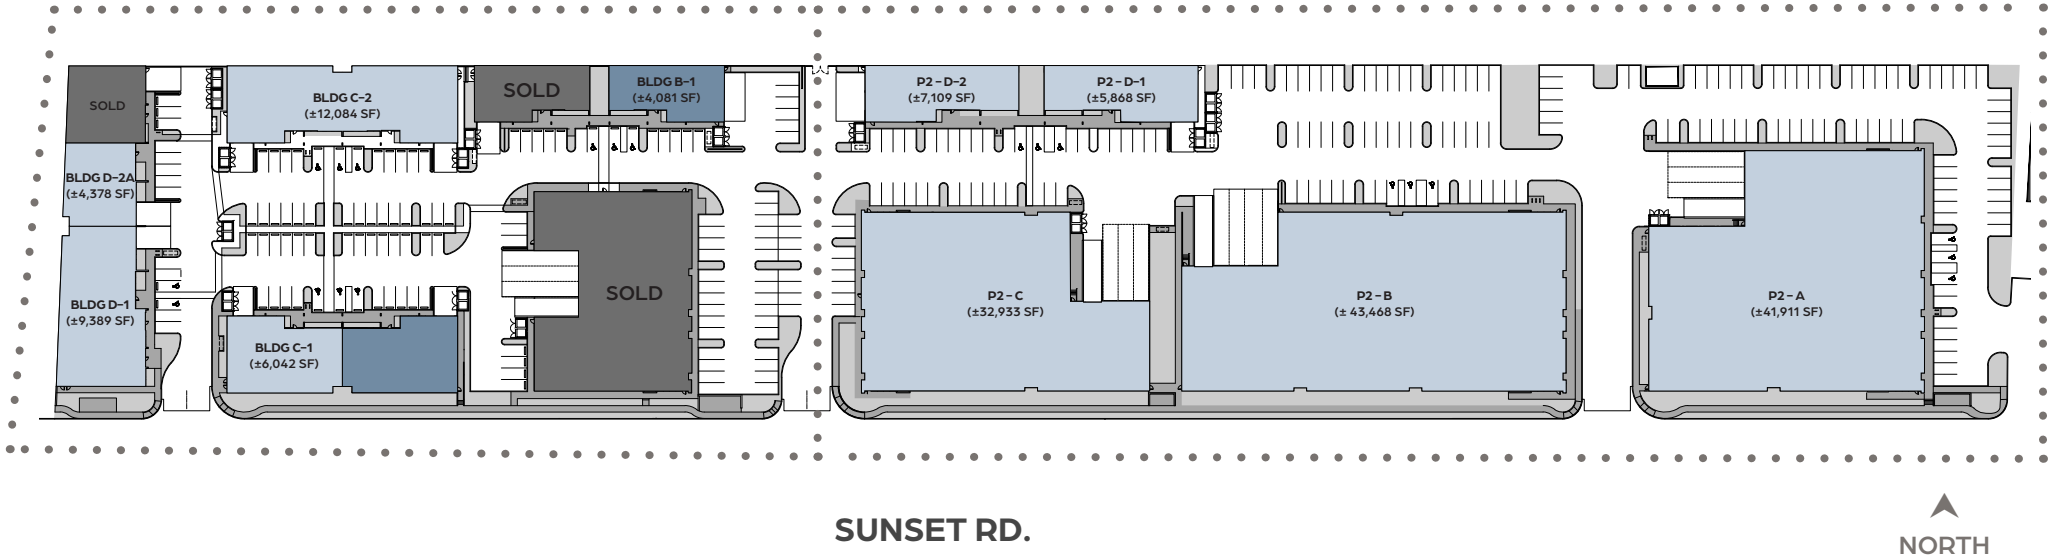 SOLD
BLDG C-2
(±12,084 SF)
SOLD
BLDG B-1
(±4,081 SF)
P2 - D-2
(±7,109 SF)
P2 - D-1
(±5,868 SF)
BLDG D-2A
(±4,378 SF)
BLDG D-1
(±9,389 SF)
BLDG C-1
(±6,042 SF)
SOLD
P2 - C
(±32,933 SF)
P2 - B
(± 43,468 SF)
P2 - A
(±41,911 SF)
SUNSET RD.
NORTH